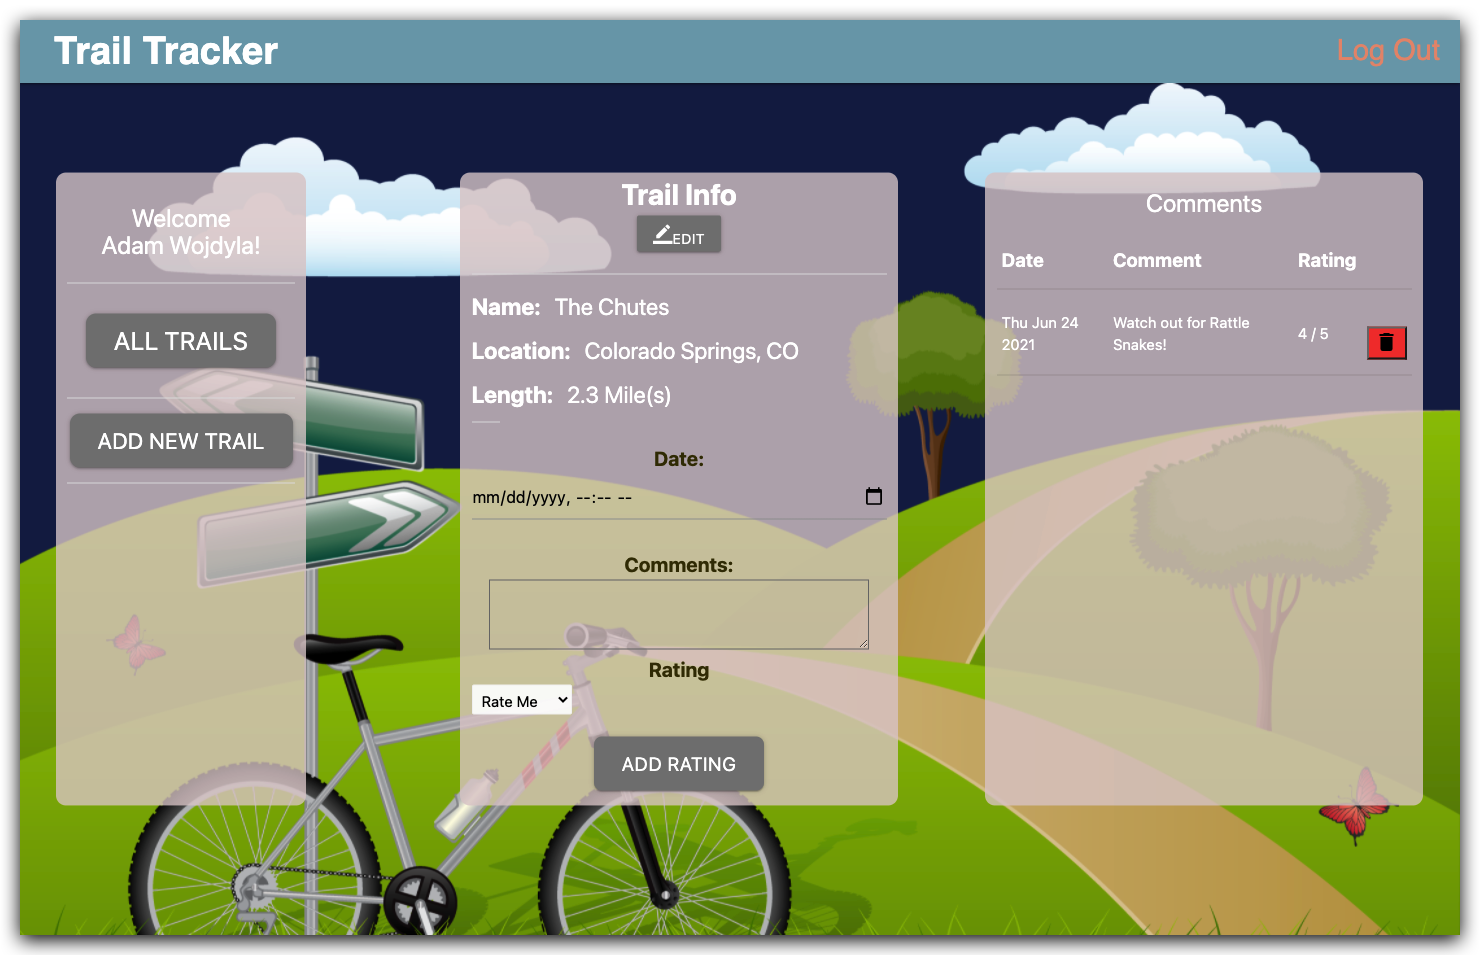 Trail Tracker
Log Out
Welcome
Adam Wojdyla!
ALL TRAILS
ADD NEW TRAIL
Trail Info
EDIT
Name: The Chutes
Location: Colorado Springs, CO
Length: 2.3 Mile(s)
Date:
mm/dd/yyyy, --:-- --
Comments:
Rating
Rate Me
ADD RATING
Comments
Date Comment Rating
Thu Jun 24 Watch out for Rattle
2021 Snakes!
4 / 5